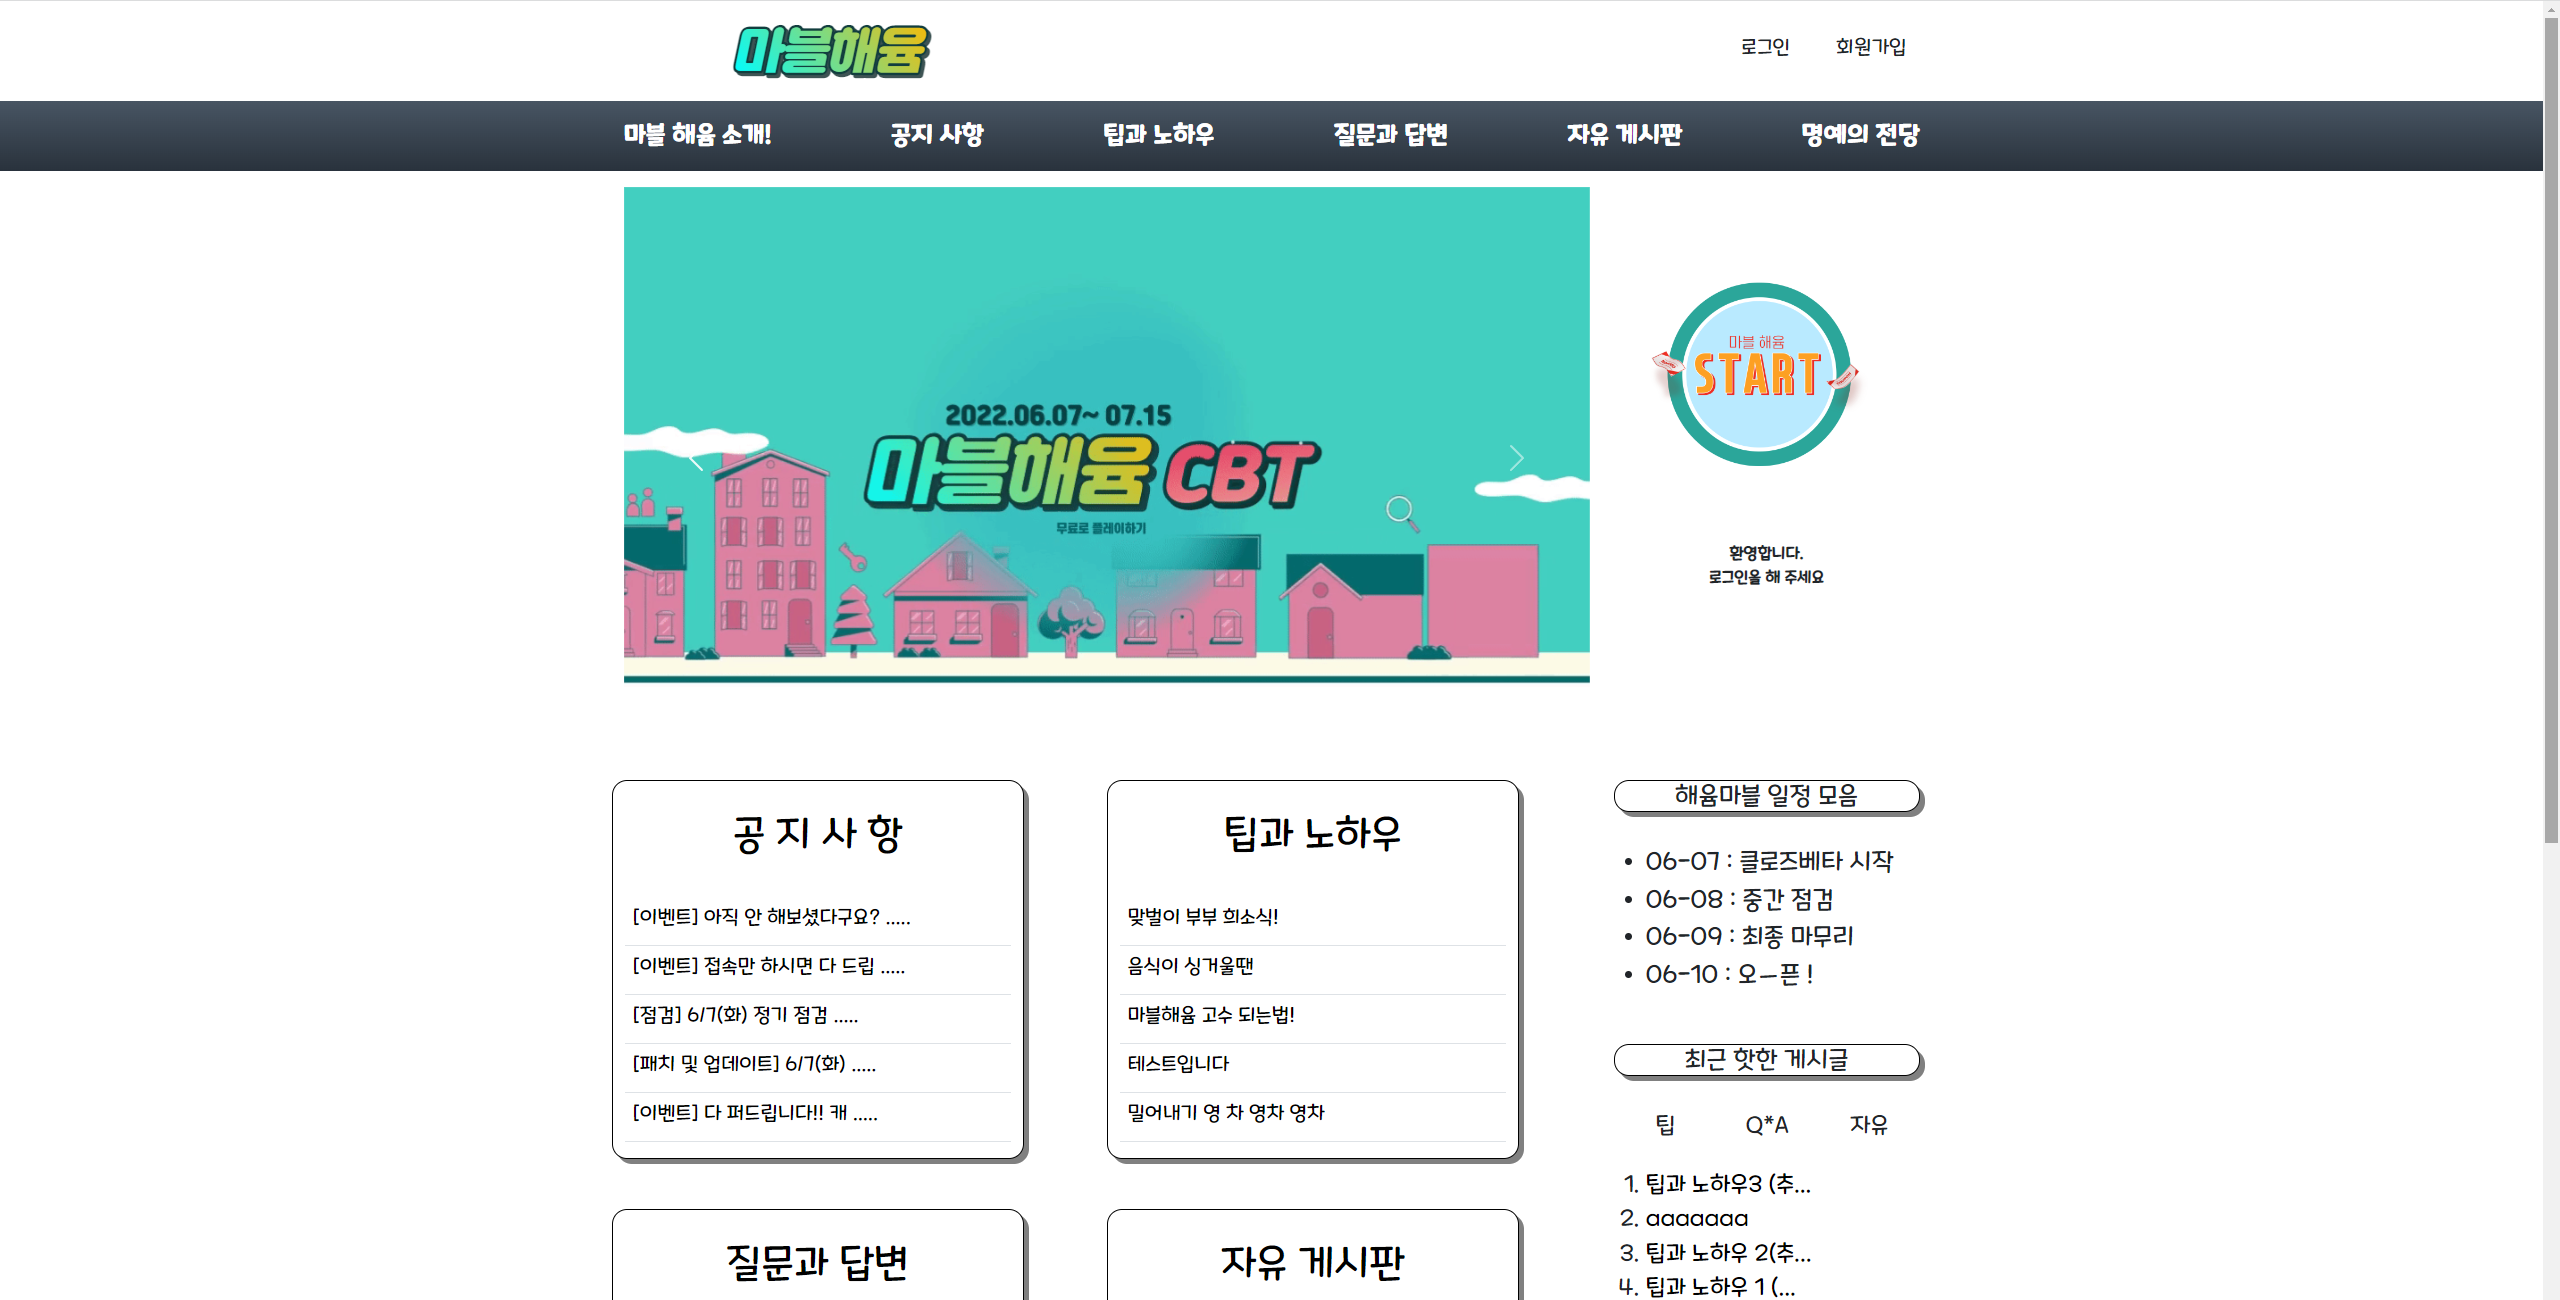 마블해윰
로그인 회원가입
마블 해윰 소개! 공지 사항 팁과 노하우 질문과 답변 자유 게시판 명예의 전당
2022.06.07~ 07.15
마블해윰 CBT
무료로 플레이하기
마블 해윰
START
환영합니다.
로그인을 해 주세요
공 지 사 항
[이벤트] 아직 안 해보셨다구요? .....
[이벤트] 접속만 하시면 다 드립 .....
[점검] 6/7(화) 정기 점검 .....
[패치 및 업데이트] 6/7(화) .....
[이벤트] 다 퍼드립니다!! 캐 .....
팁과 노하우
맞벌이 부부 희소식!
음식이 싱거울땐
마블해윰 고수 되는법!
테스트입니다
밀어내기 영 차 영차 영차
해윰마블 일정 모음
• 06-07 : 클로즈베타 시작
• 06-08 : 중간 점검
• 06-09 : 최종 마무리
• 06-10 : 오ㅡ픈 !
최근 핫한 게시글
팁 Q*A 자유
1. 팁과 노하우3 (추...
2. aaaaaaa
3. 팁과 노하우 2(추...
4. 팁과 노하우 1 (...
질문과 답변
자유 게시판